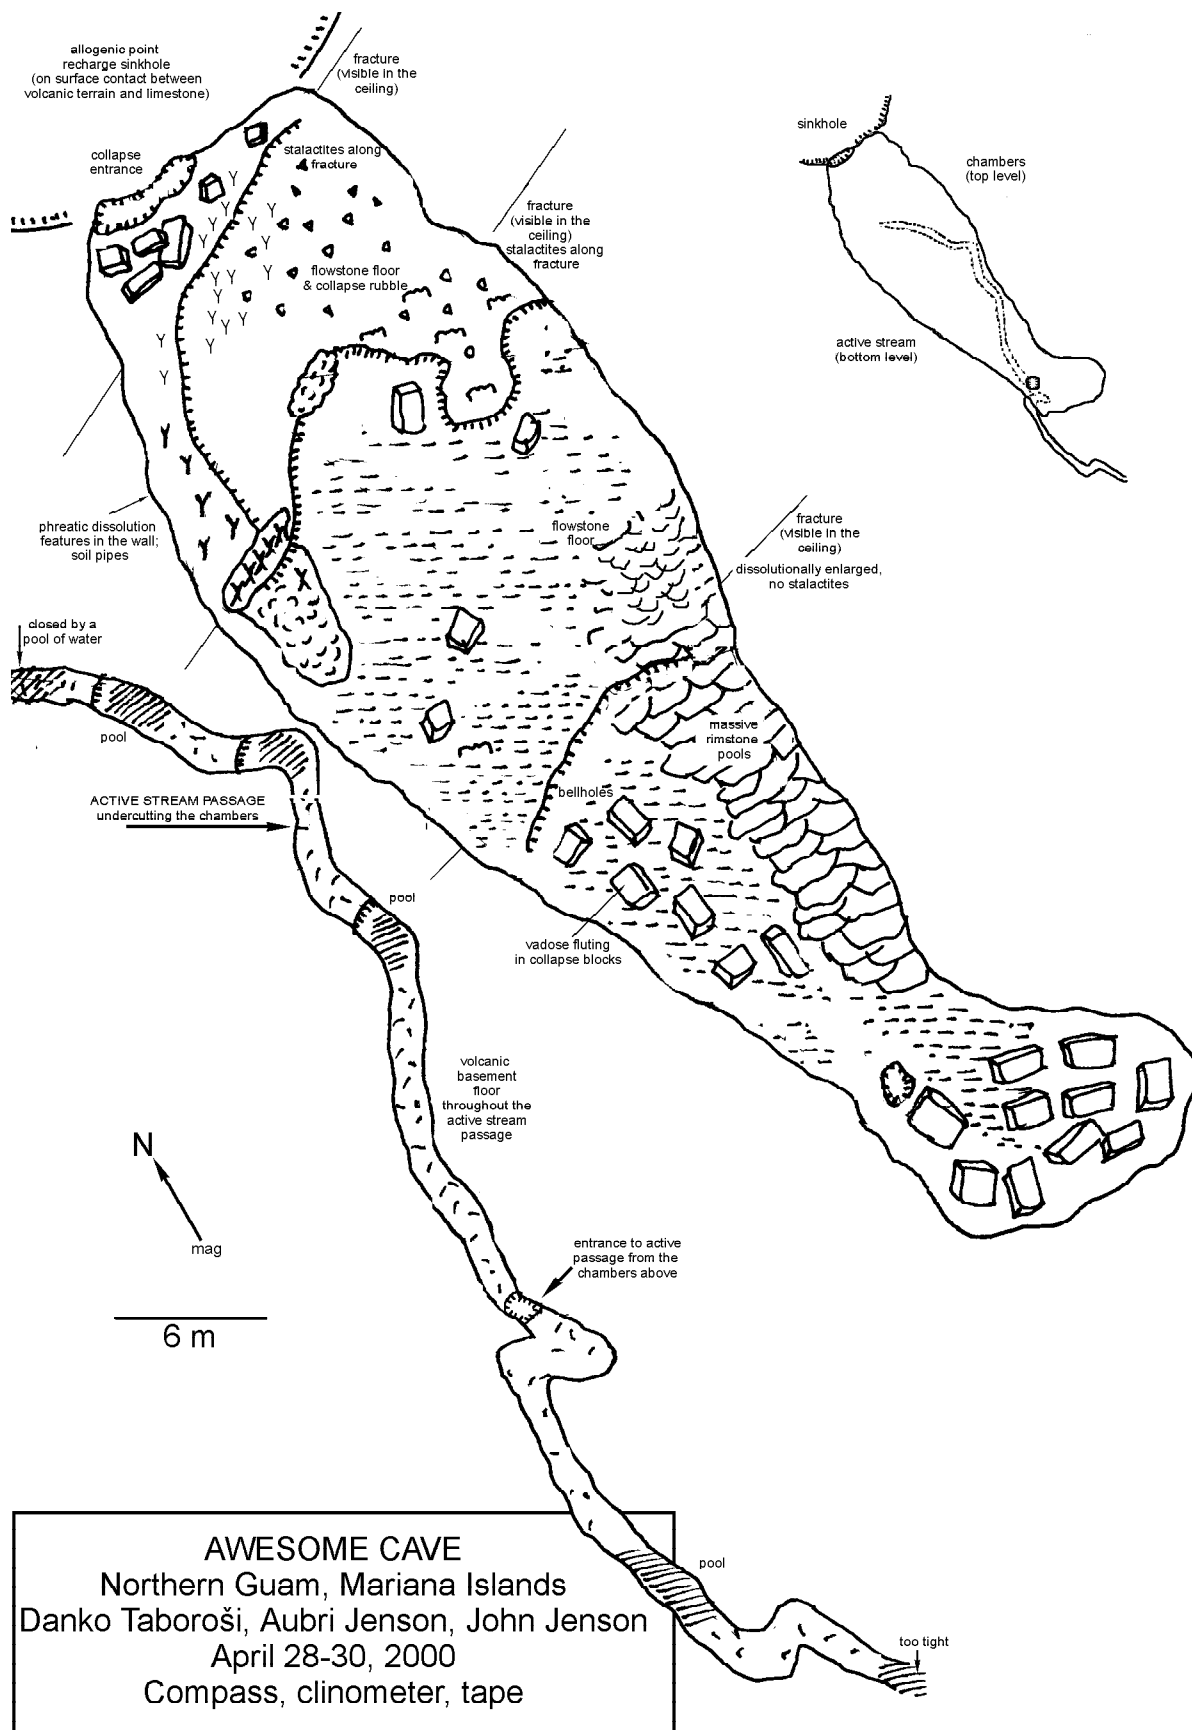 allogenic point
recharge sinkhole
(on surface contact between
volcanic terrain and limestone)
fracture
(visible in the
ceiling)
collapse
entrance
stalactites along
fracture
fracture
(visible in the
ceiling)
stalactites along
fracture
flowstone floor
& collapse rubble
sinkhole
chambers
(top level)
active stream
(bottom level)
phreatic dissolution
features in the wall;
soil pipes
flowstone
floor
fracture
(visible in the
ceiling)
dissolutionally enlarged,
no stalactites
closed by a
pool of water
pool
massive
rimstone
pools
bellholes
ACTIVE STREAM PASSAGE
undercutting the chambers
pool
vadose fluting
in collapse blocks
volcanic
basement
floor
throughout the
active stream
passage
N
mag
6 m
entrance to active
passage from the
chambers above
pool
too tight
AWESOME CAVE
Northern Guam, Mariana Islands
Danko Taboroši, Aubri Jenson, John Jenson
April 28-30, 2000
Compass, clinometer, tape